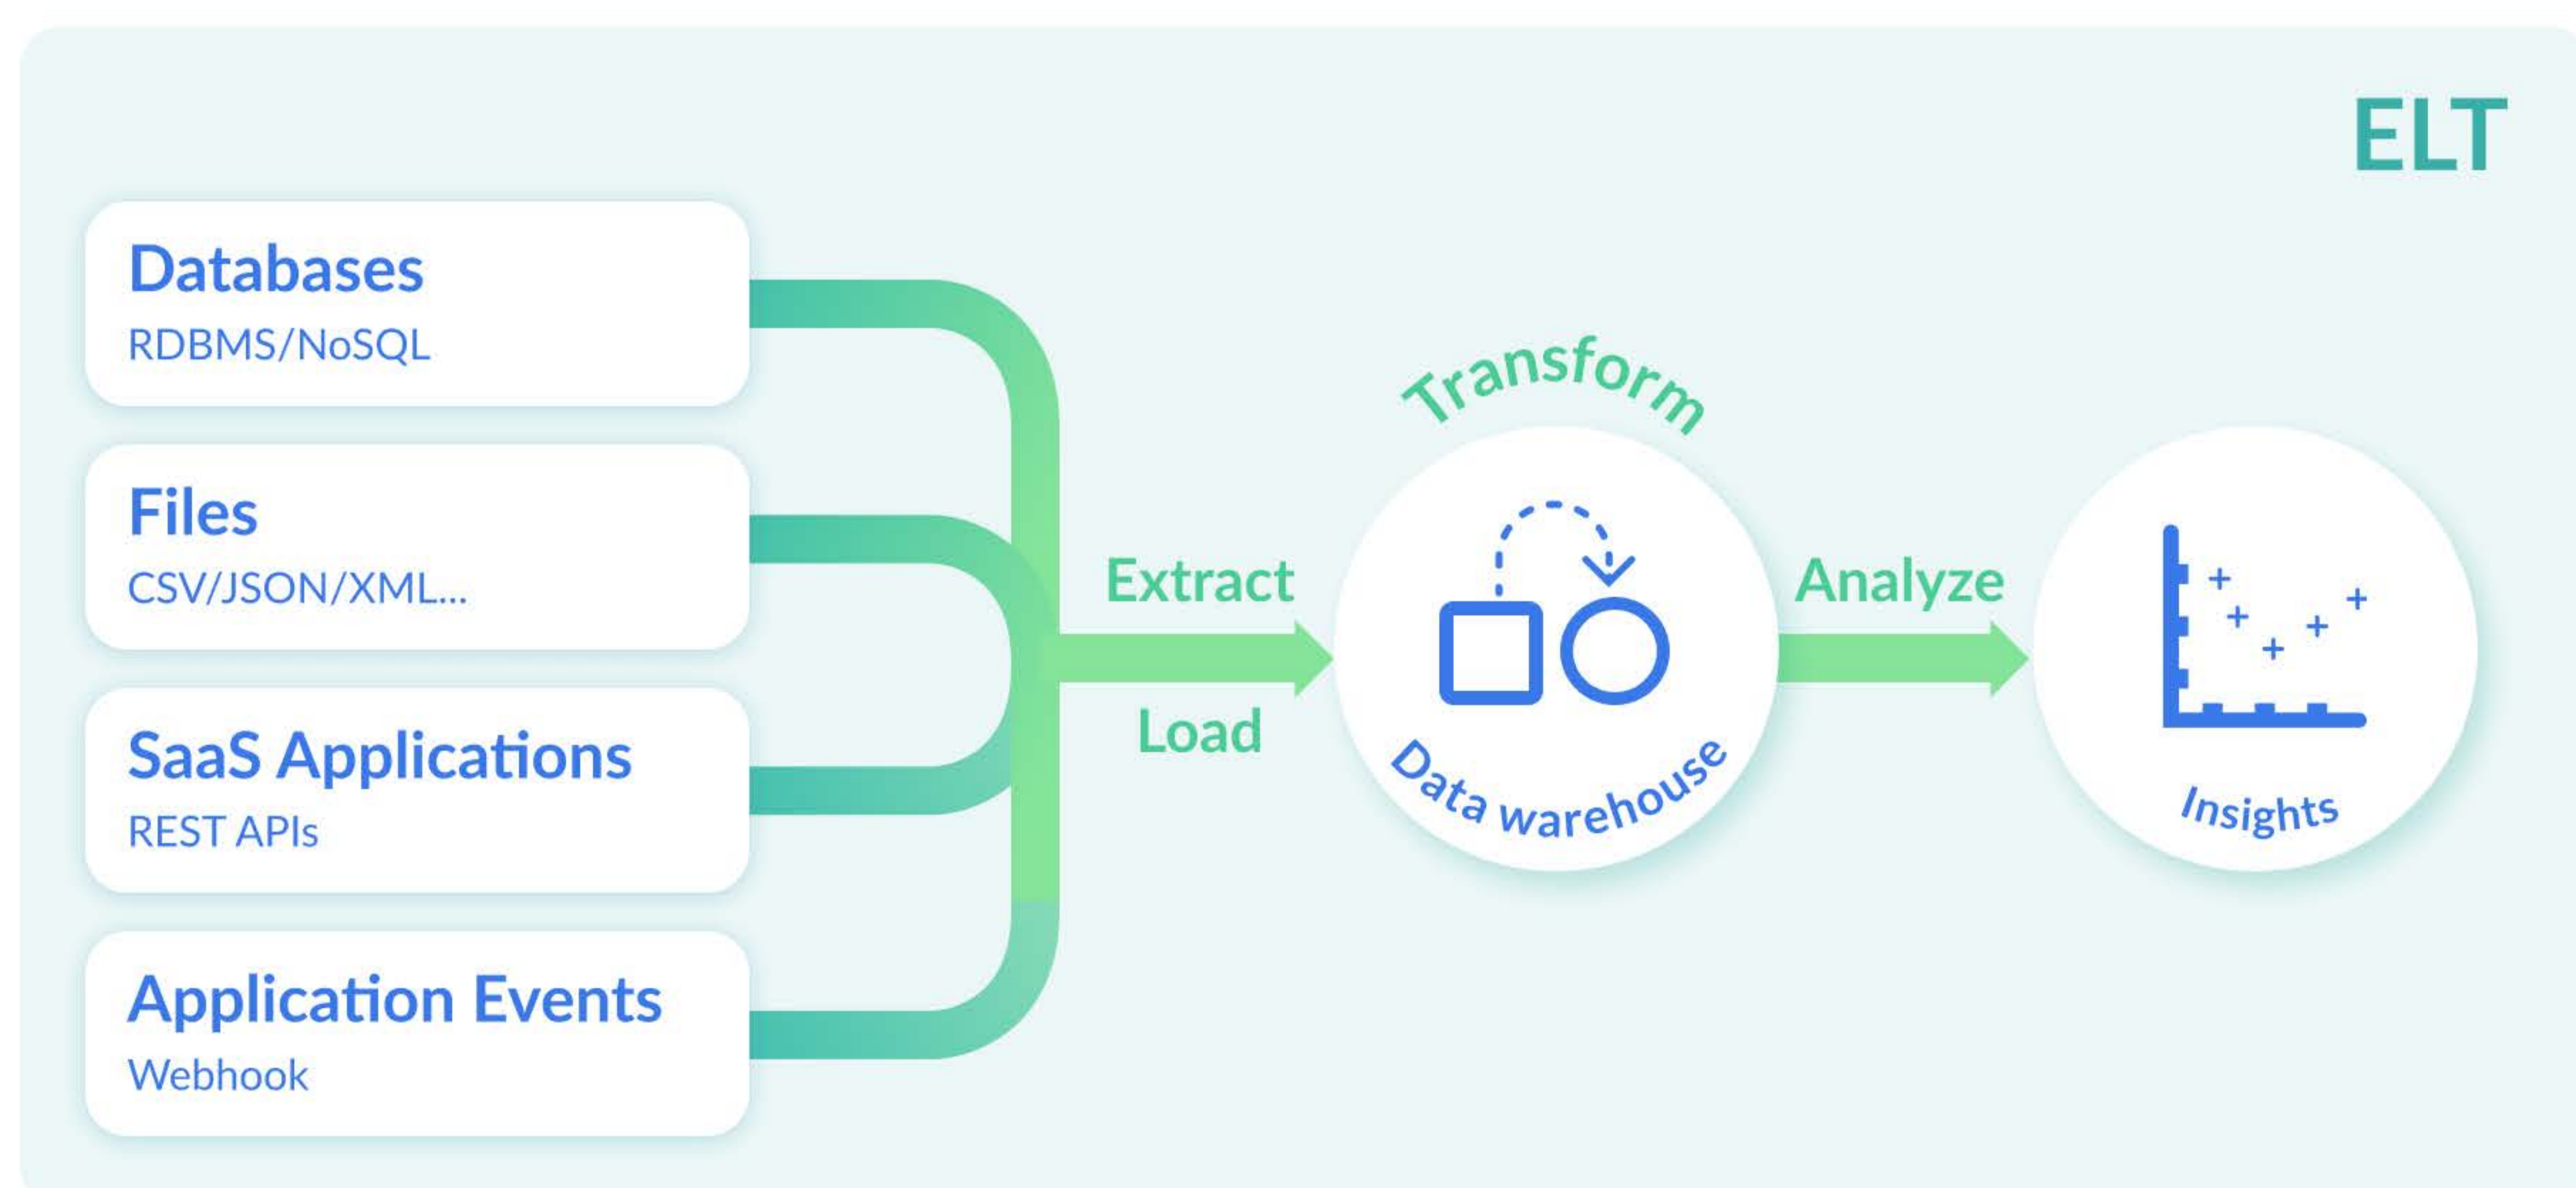 ELT
Databases
RDBMS/NoSQL
Files
CSV/JSON/XML...
SaaS Applications
REST APIs
Application Events
Webhook
Extract
Load
Transform
Data warehouse
Analyze
Insights